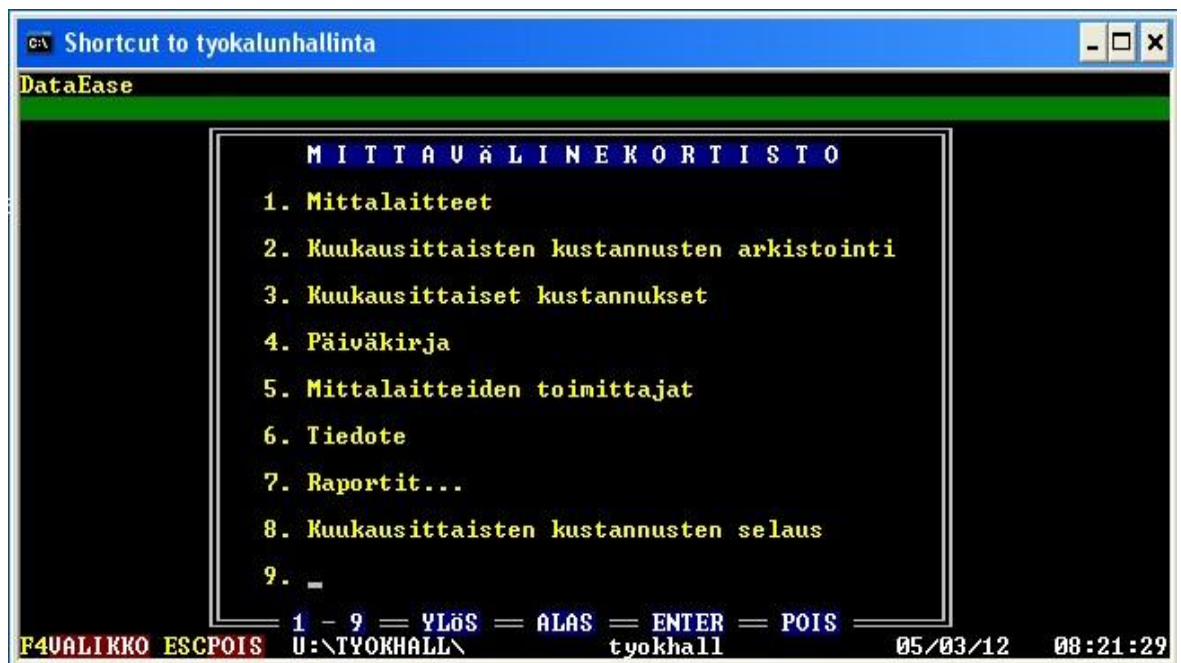 Shortcut to tyokalunhallinta
DataEase
M I T T A V Ä L I N E K O R T I S T O
1. Mittalaitteet
2. Kuukausittaisten kustannusten arkistointi
3. Kuukausittaiset kustannukset
4. Päiväkirja
5. Mittalaitteiden toimittajat
6. Tiedote
7. Raportit...
8. Kuukausittaisten kustannusten selaus
9. _
1 - 9 == YLöS == ALAS == ENTER == POIS
F4VALIKKO ESCPOIS U:\TYOKHALL\ tyokhall 05/03/12 08:21:29